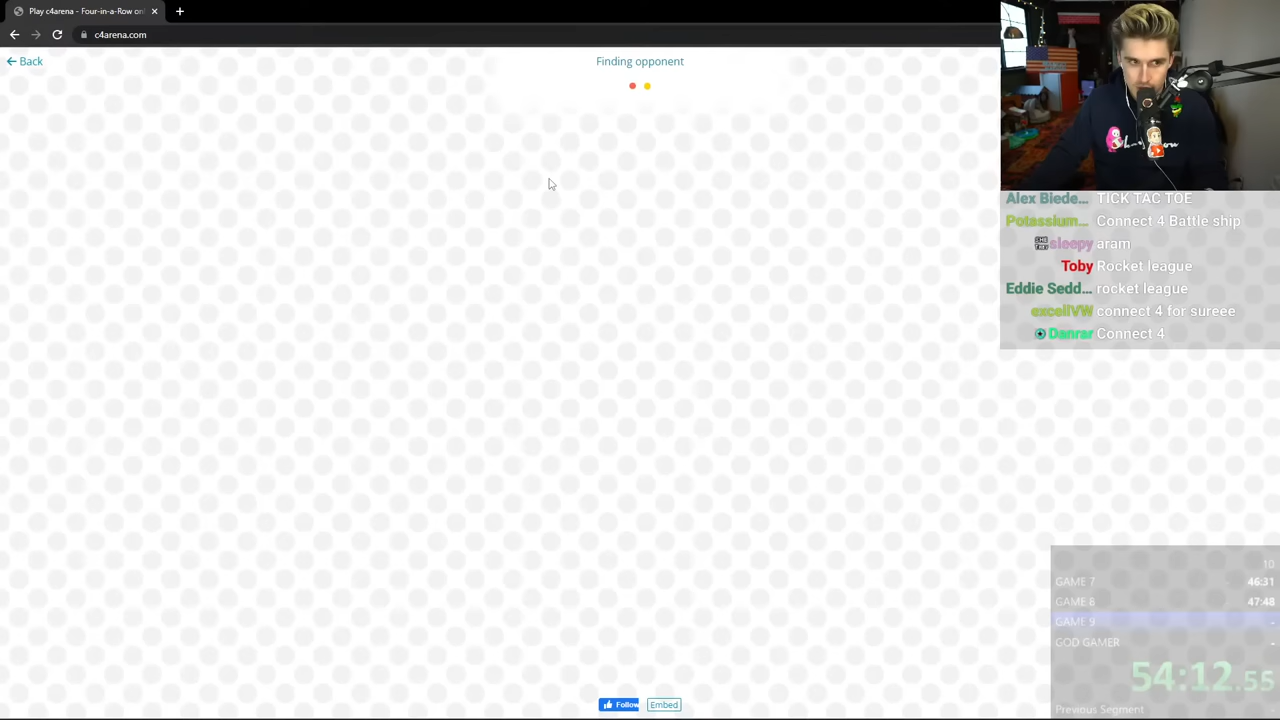 Play c4arena - Four-in-a-Row on
c4arena.com
Back
Finding opponent
Alex Biede... TICK TAC TOE
Potassium... Connect 4 Battle ship
sleepy aram
Toby Rocket league
Eddie Sedd... rocket league
excellVW connect 4 for sureee
Danrar Connect 4
10
GAME 7 46:31
GAME 8 47:48
GAME 9 -
GOD GAMER -
54:12.55
Previous Segment -
Follow
Embed